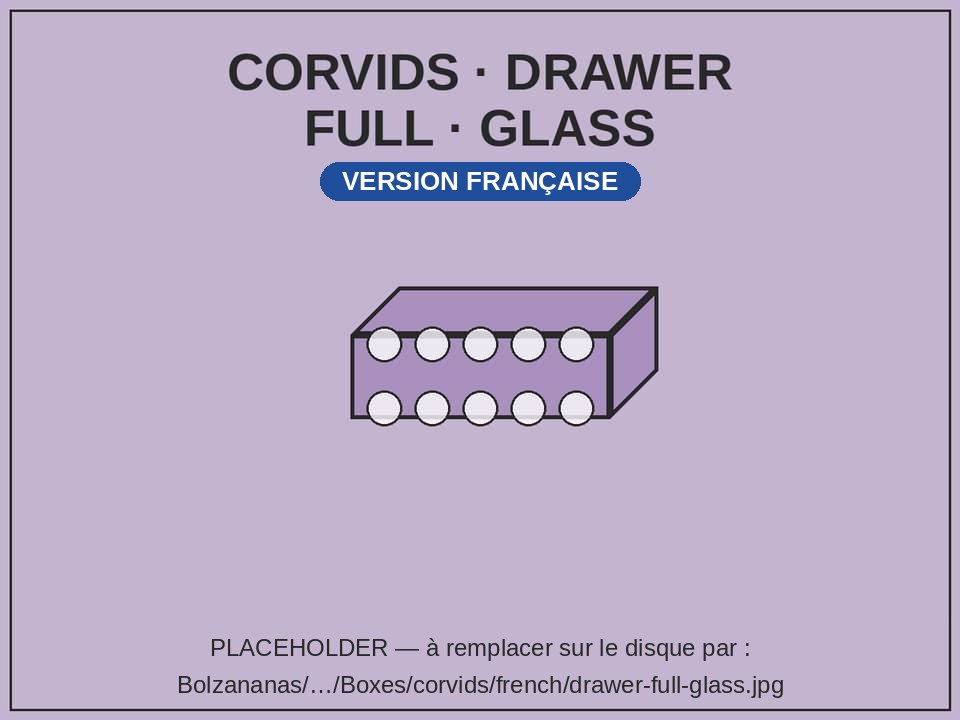 CORVIDS · DRAWER
FULL · GLASS
VERSION FRANÇAISE
PLACEHOLDER — à remplacer sur le disque par :
Bolzananas/…/Boxes/corvids/french/drawer-full-glass.jpg